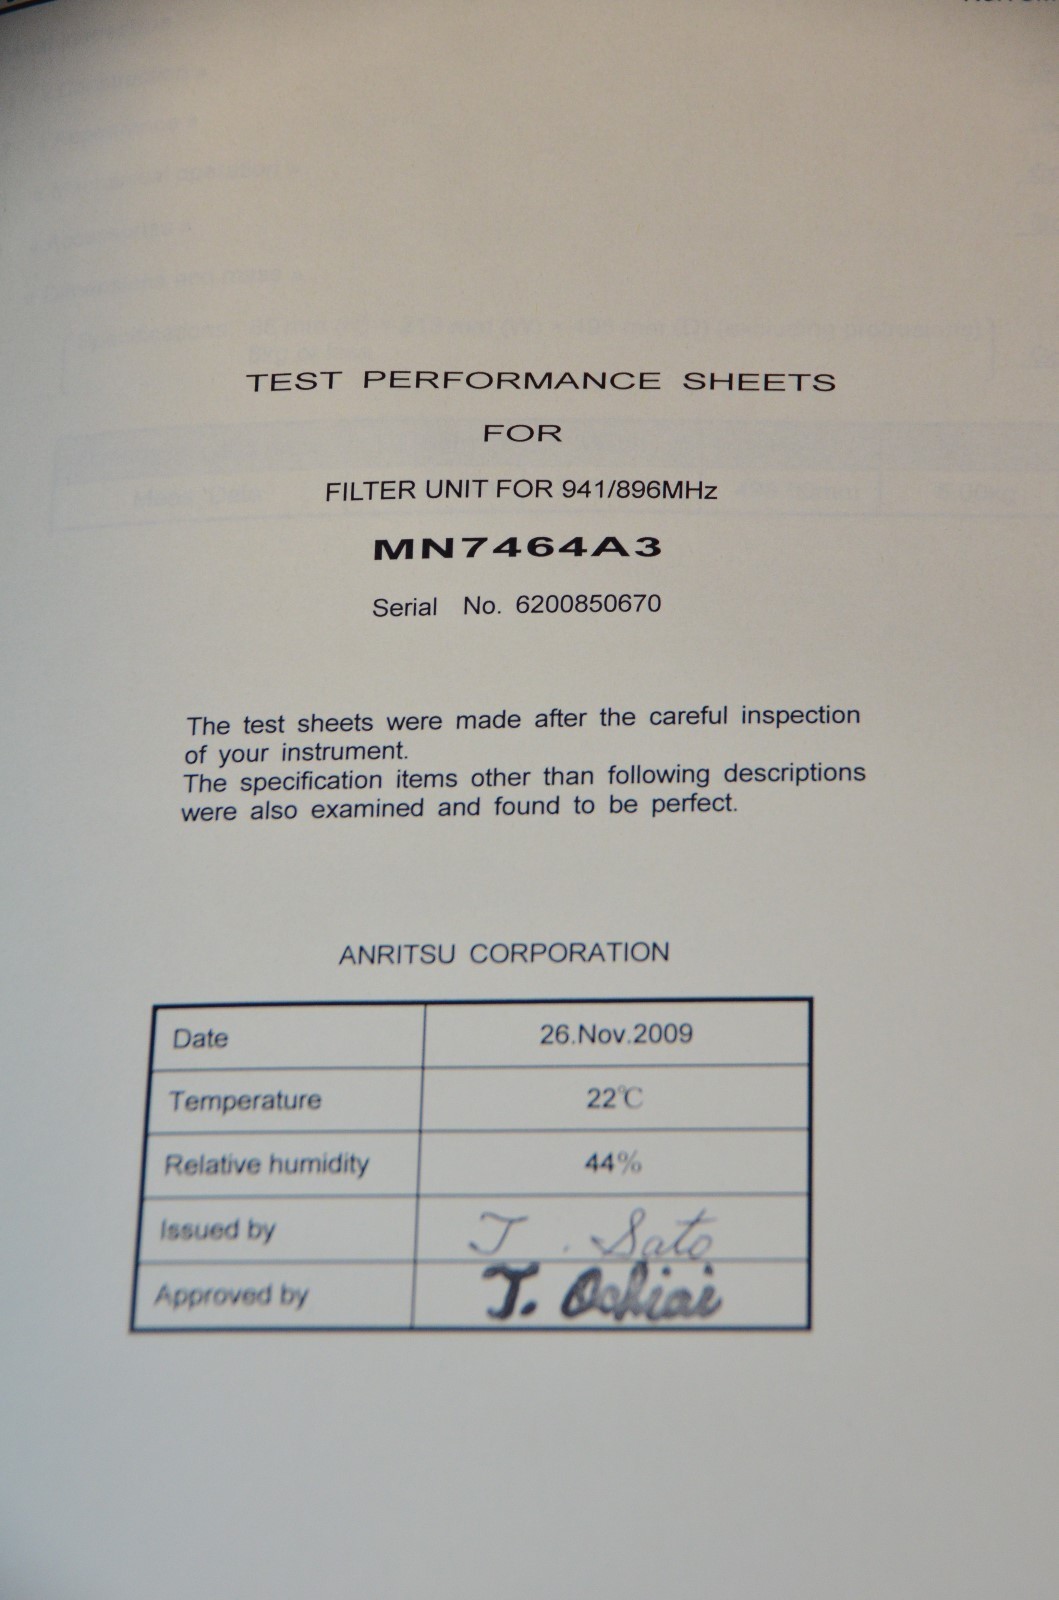 TEST PERFORMANCE SHEETS
FOR
FILTER UNIT FOR 941/896MHz
MN7464A3
Serial No. 6200850670
The test sheets were made after the careful inspection
of your instrument.
The specification items other than following descriptions
were also examined and found to be perfect.
ANRITSU CORPORATION
Date 26.Nov.2009
Temperature 22℃
Relative humidity 44%
Issued by T. Sato
Approved by T. Ochiai